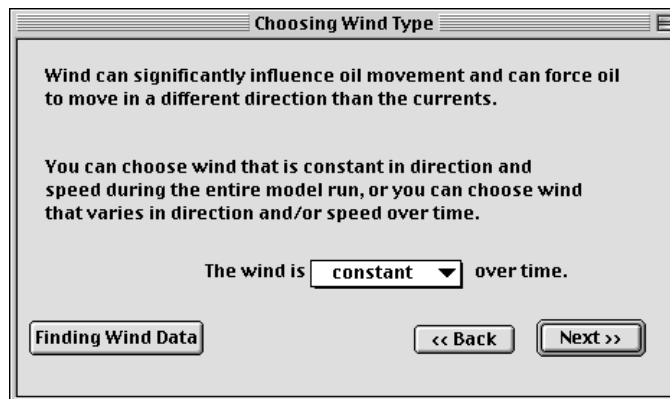 Choosing Wind Type
Wind can significantly influence oil movement and can force oil
to move in a different direction than the currents.
You can choose wind that is constant in direction and
speed during the entire model run, or you can choose wind
that varies in direction and/or speed over time.
The wind is constant over time.
Finding Wind Data << Back Next >>